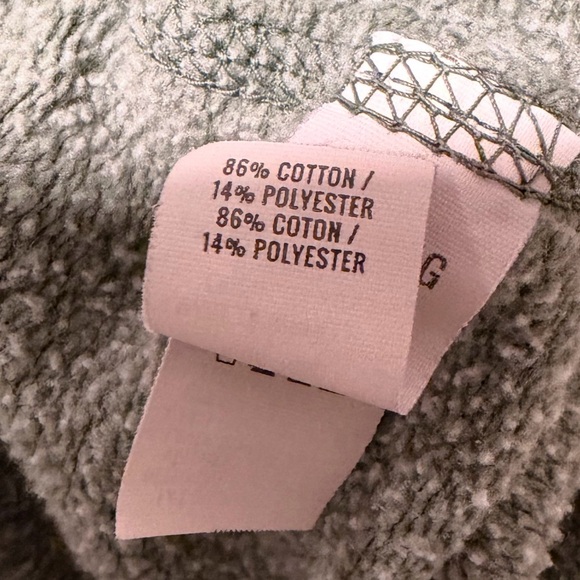 86% COTTON /
14% POLYESTER
86% COTON /
14% POLYESTER
G